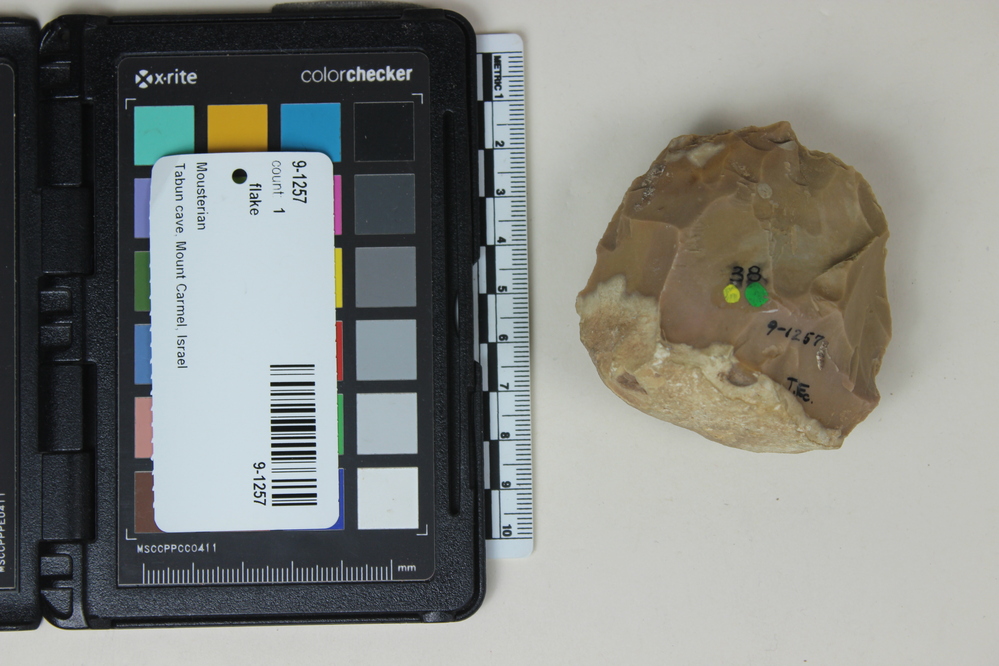 x·rite
colorchecker
METRIC 1
2
3
4
5
6
7
8
9
10
9-1257
count 1
flake
Mousterian
Tabun cave, Mount Carmel, Israel
9-1257
MSCCPPCC0411
mm
38
9-1257
T.Ec.